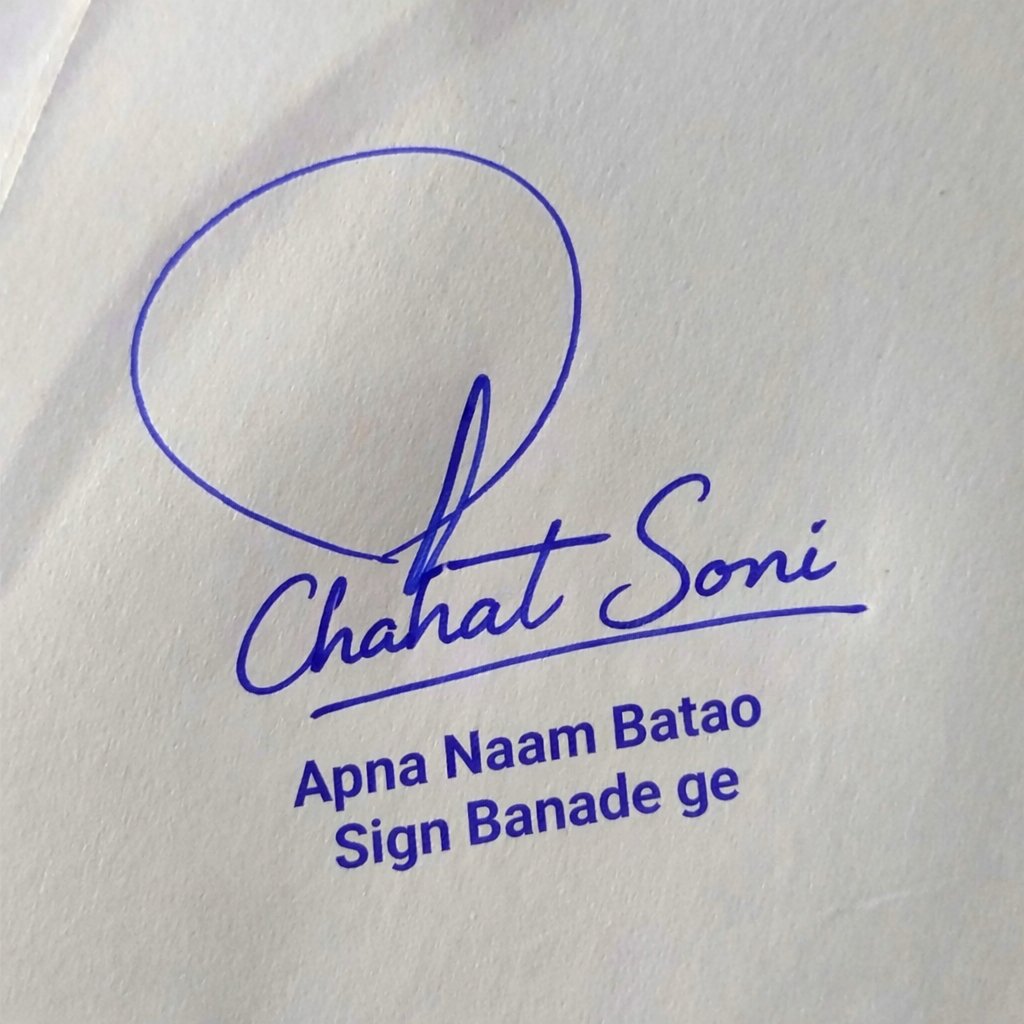 Chahat Soni
Apna Naam Batao
Sign Banade ge